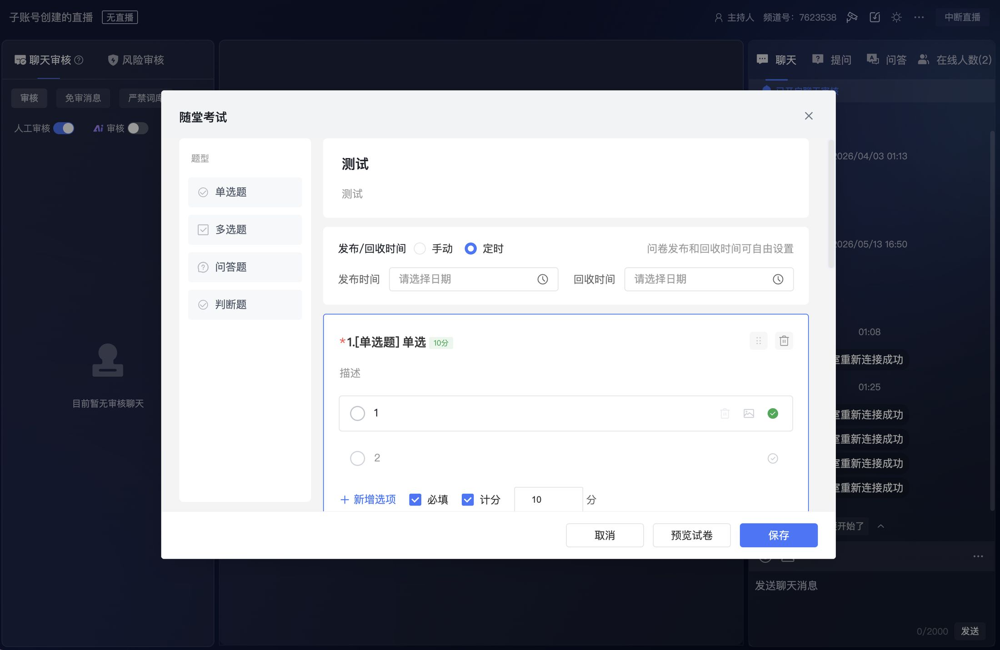 子账号创建的直播 无直播
主持人 频道号：7623538 中断直播
聊天审核 风险审核
审核 免审消息 严禁词库
人工审核 Ai 审核
目前暂无审核聊天
聊天 提问 问答 在线人数(2)
已开启聊天审核
2026/04/03 01:13
2026/05/13 16:50
01:08
室重新连接成功
01:25
室重新连接成功
室重新连接成功
室重新连接成功
室重新连接成功
开始了
发送聊天消息
0/2000 发送
随堂考试
题型
单选题
多选题
问答题
判断题
测试
测试
发布/回收时间 手动 定时 问卷发布和回收时间可自由设置
发布时间 请选择日期 回收时间 请选择日期
*1.[单选题] 单选 10分
描述
1
2
+ 新增选项 必填 计分 10 分
取消 预览试卷 保存